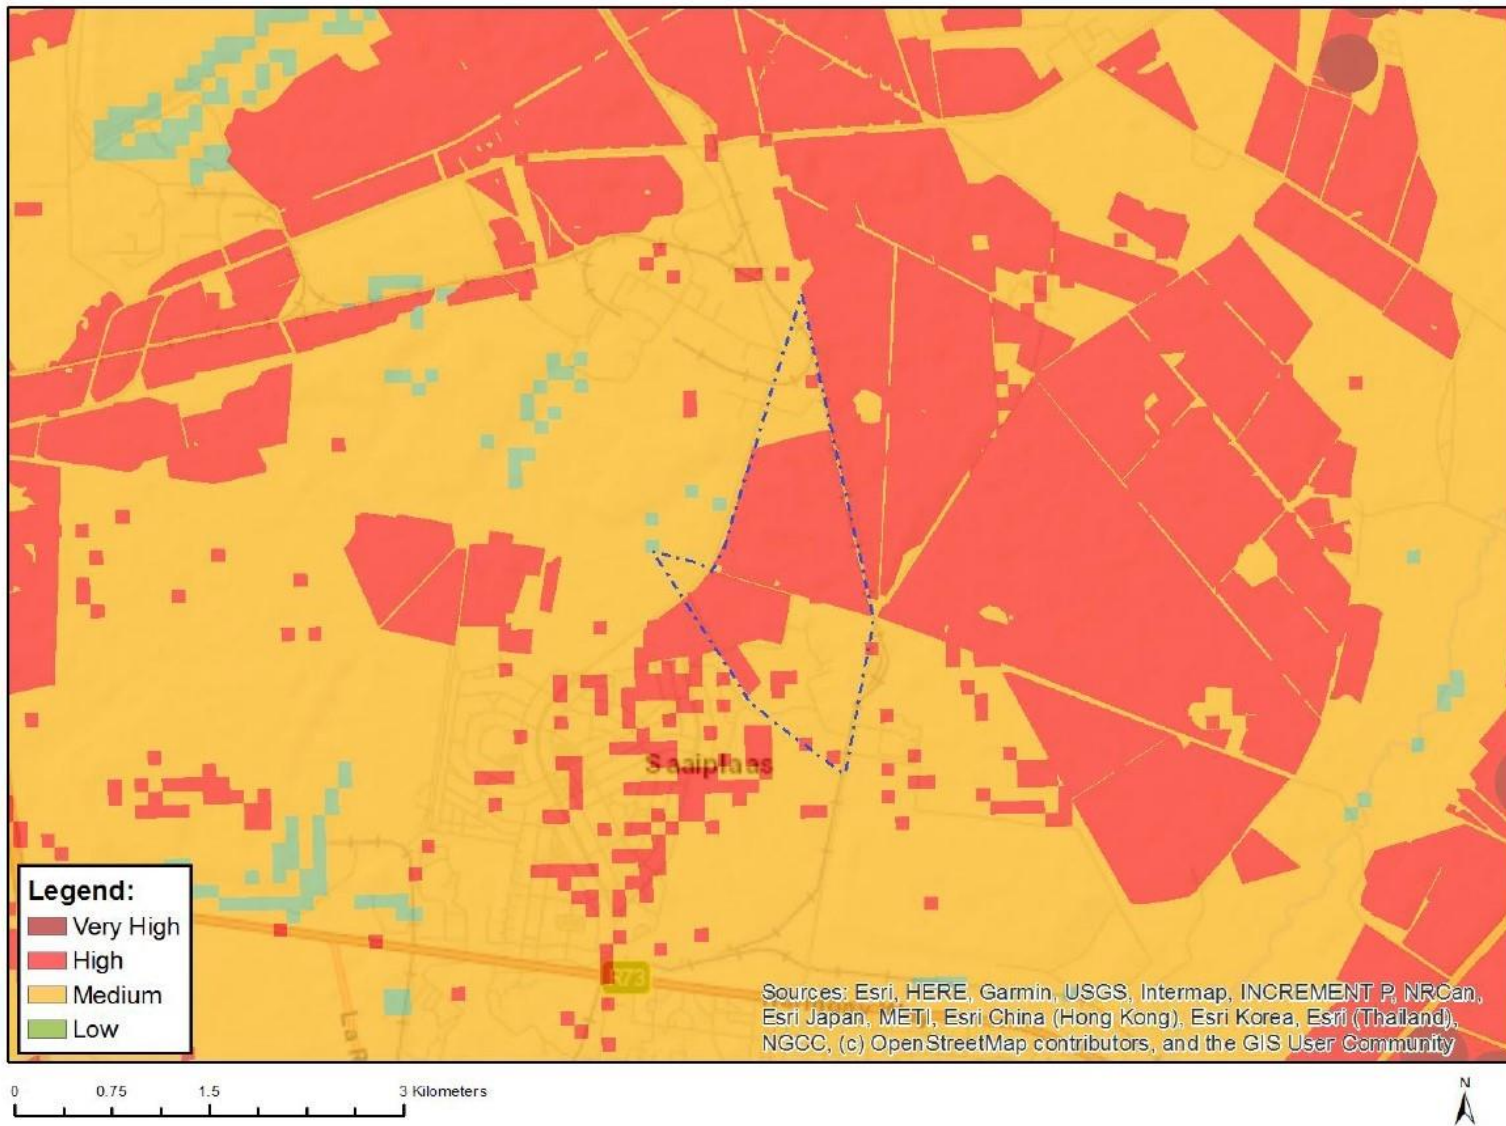 Saaiplaas
Legend:
Very High
High
Medium
Low
R73
La R
Sources: Esri, HERE, Garmin, USGS, Intermap, INCREMENT P, NRCan,
Esri Japan, METI, Esri China (Hong Kong), Esri Korea, Esri (Thailand),
NGCC, (c) OpenStreetMap contributors, and the GIS User Community
0 0.75 1.5 3 Kilometers
N